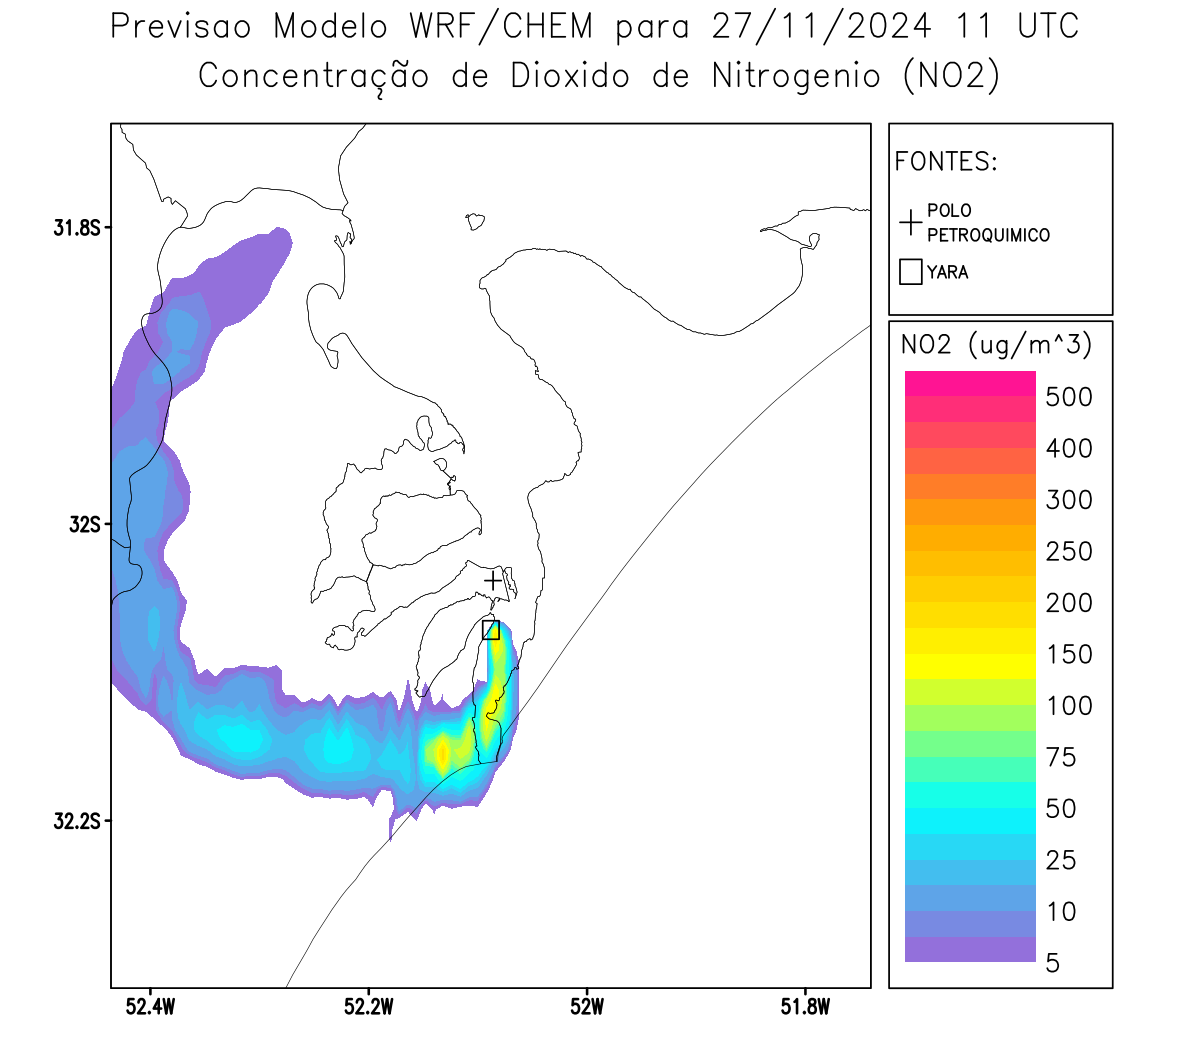 Previsao Modelo WRF/CHEM para 27/11/2024 11 UTC
Concentração de Dioxido de Nitrogenio (NO2)
FONTES:
POLO
PETROQUIMICO
YARA
NO2 (ug/m^3)
500
400
300
250
200
150
100
75
50
25
10
5
31.8S
32S
32.2S
52.4W
52.2W
52W
51.8W